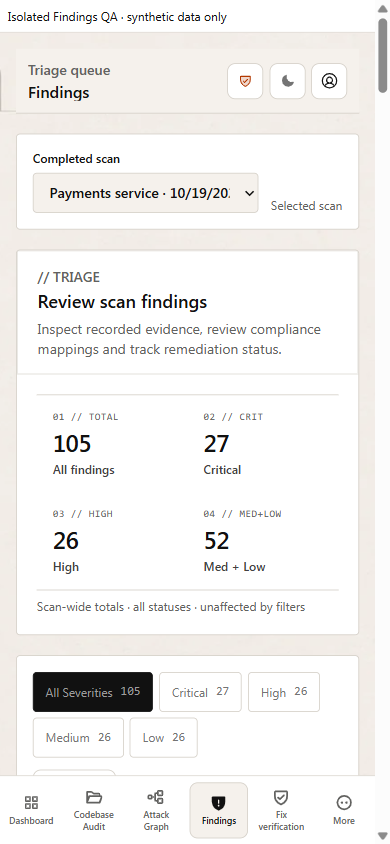 Isolated Findings QA · synthetic data only
Triage queue
Findings
Completed scan
Payments service · 10/19/20
Selected scan
// TRIAGE
Review scan findings
Inspect recorded evidence, review compliance
mappings and track remediation status.
01 // TOTAL
105
All findings
02 // CRIT
27
Critical
03 // HIGH
26
High
04 // MED+LOW
52
Med + Low
Scan-wide totals · all statuses · unaffected by filters
All Severities 105
Critical 27
High 26
Medium 26
Low 26
Dashboard
Codebase
Audit
Attack
Graph
Findings
Fix
verification
More